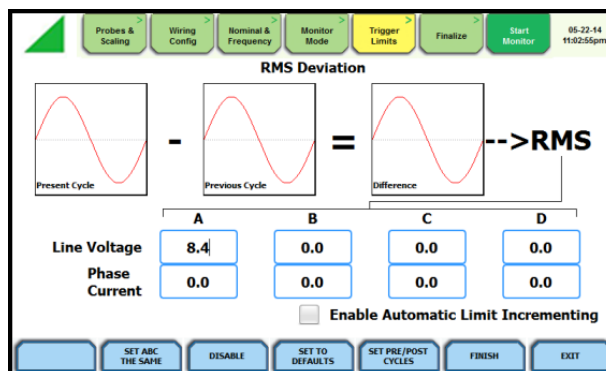 Probes & Scaling > Wiring Config > Nominal & Frequency > Monitor Mode > Trigger Limits > Finalize > Start Monitor > 05-22-14 11:02:55pm
RMS Deviation
- = -->RMS
Present Cycle Previous Cycle Difference
A B C D
Line Voltage 8.4 0.0 0.0 0.0
Phase Current 0.0 0.0 0.0 0.0
Enable Automatic Limit Incrementing
SET ABC THE SAME DISABLE SET TO DEFAULTS SET PRE/POST CYCLES FINISH EXIT